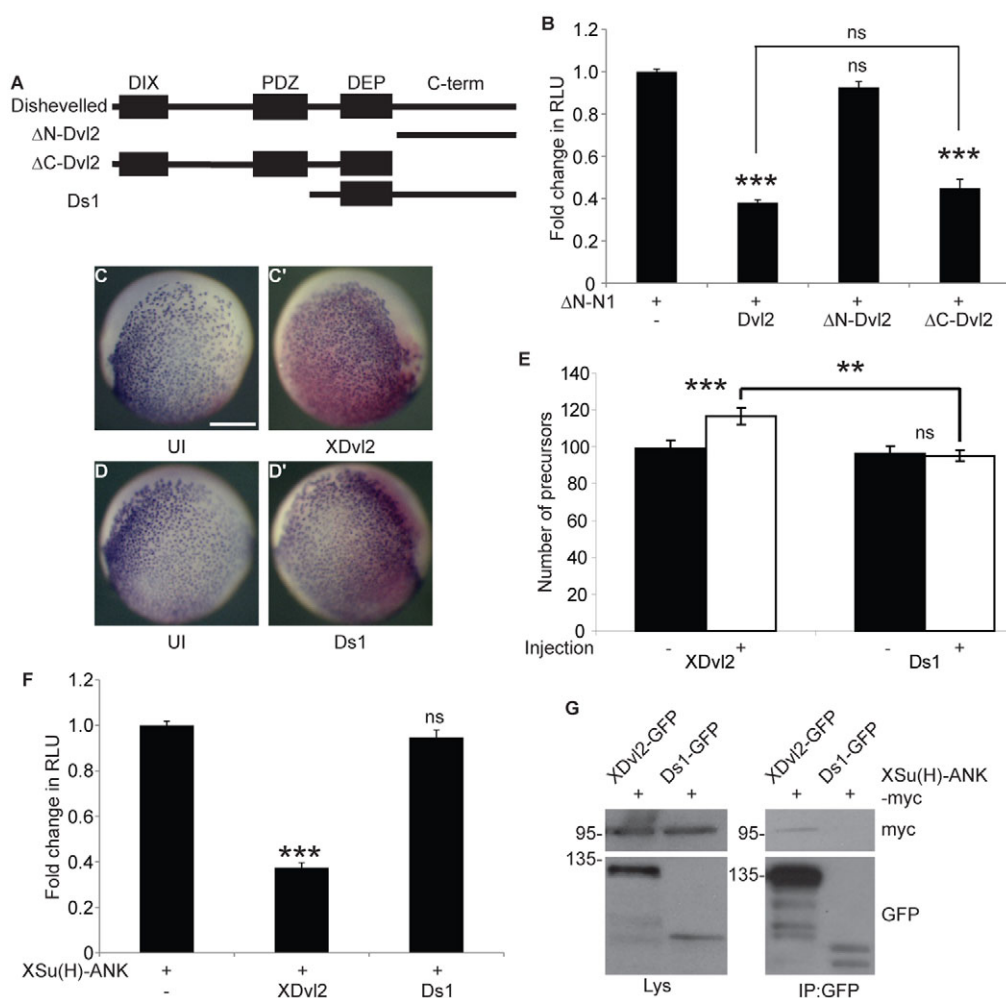 A
DIX PDZ DEP C-term
Dishevelled
ΔN-Dvl2
ΔC-Dvl2
Ds1
B
Fold change in RLU
1.2
1.0
0.8
0.6
0.4
0.2
0
ns
ns
*** ***
ΔN-N1 + + + +
- Dvl2 ΔN-Dvl2 ΔC-Dvl2
C C'
UI XDvl2
D D'
UI Ds1
E
Number of precursors
140
120
100
80
60
40
20
0
*** **
ns
Injection - + - +
XDvl2 Ds1
F
Fold change in RLU
1.0
0.8
0.6
0.4
0.2
0
***
ns
XSu(H)-ANK + + +
- XDvl2 Ds1
G
XDvl2-GFP Ds1-GFP XDvl2-GFP Ds1-GFP
+ + + + XSu(H)-ANK
-myc
95- 95- myc
135- 135- GFP
Lys IP:GFP